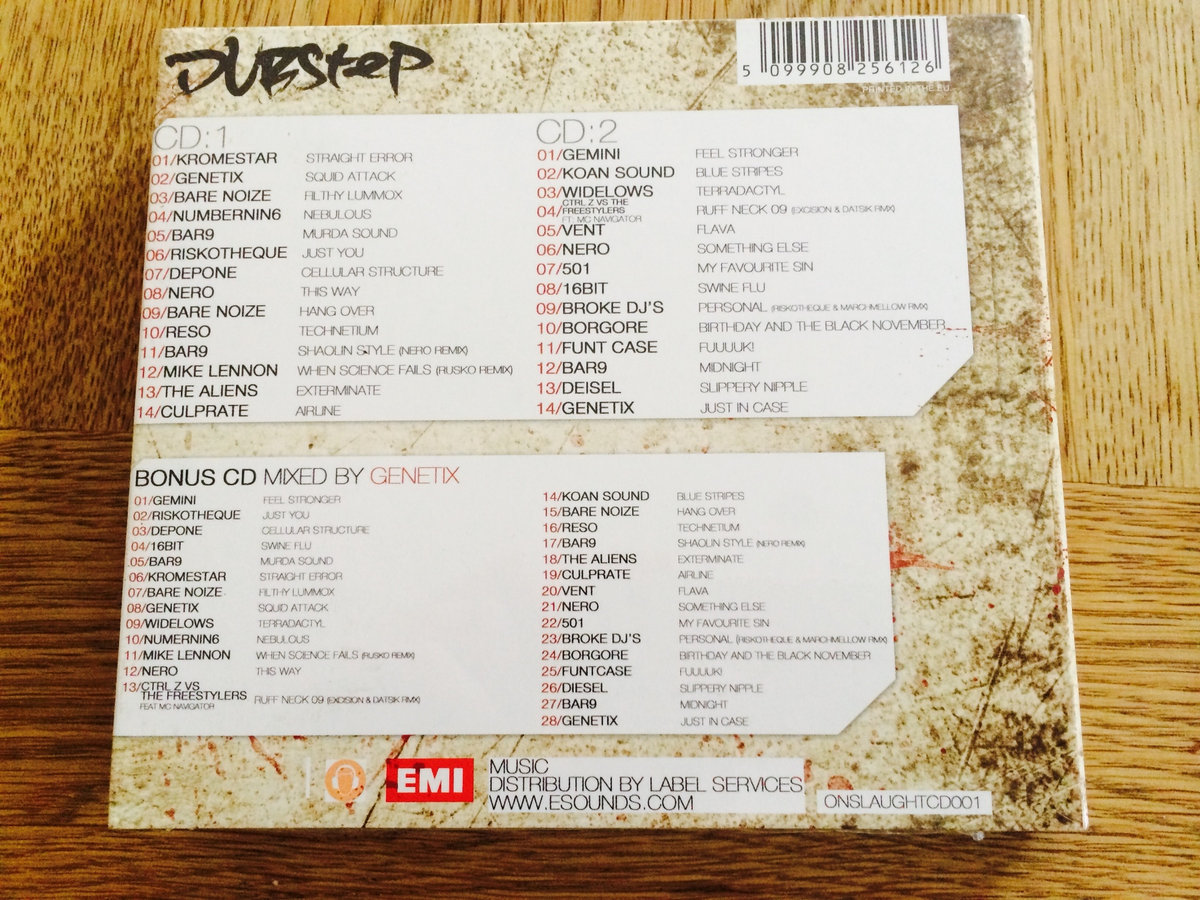 DUBSTEP
5 099908 256126
PRINTED IN THE EU
CD:1
01/KROMESTAR STRAIGHT ERROR
02/GENETIX SQUID ATTACK
03/BARE NOIZE FILTHY LUMMOX
04/NUMBERNIN6 NEBULOUS
05/BAR9 MURDA SOUND
06/RISKOTHEQUE JUST YOU
07/DEPONE CELLULAR STRUCTURE
08/NERO THIS WAY
09/BARE NOIZE HANG OVER
10/RESO TECHNETIUM
11/BAR9 SHAOLIN STYLE (NERO REMIX)
12/MIKE LENNON WHEN SCIENCE FAILS (RUSKO REMIX)
13/THE ALIENS EXTERMINATE
14/CULPRATE AIRLINE
CD:2
01/GEMINI FEEL STRONGER
02/KOAN SOUND BLUE STRIPES
03/WIDELOWS TERRADACTYL
04/CTRL Z VS THE
FREESTYLERS RUFF NECK 09 (EXCISION & DATSIK RMX)
FT: MC NAVIGATOR
05/VENT FLAVA
06/NERO SOMETHING ELSE
07/501 MY FAVOURITE SIN
08/16BIT SWINE FLU
09/BROKE DJ'S PERSONAL (RISKOTHEQUE & MARCHMELLOW RMX)
10/BORGORE BIRTHDAY AND THE BLACK NOVEMBER
11/FUNT CASE FUUUUK!
12/BAR9 MIDNIGHT
13/DEISEL SLIPPERY NIPPLE
14/GENETIX JUST IN CASE
BONUS CD MIXED BY GENETIX
01/GEMINI FEEL STRONGER
02/RISKOTHEQUE JUST YOU
03/DEPONE CELLULAR STRUCTURE
04/16BIT SWINE FLU
05/BAR9 MURDA SOUND
06/KROMESTAR STRAIGHT ERROR
07/BARE NOIZE FILTHY LUMMOX
08/GENETIX SQUID ATTACK
09/WIDELOWS TERRADACTYL
10/NUMERNIN6 NEBULOUS
11/MIKE LENNON WHEN SCIENCE FAILS (RUSKO REMIX)
12/NERO THIS WAY
13/CTRL Z VS
THE FREESTYLERS RUFF NECK 09 (EXCISION & DATSIK RMX)
FEAT MC NAVIGATOR
14/KOAN SOUND BLUE STRIPES
15/BARE NOIZE HANG OVER
16/RESO TECHNETIUM
17/BAR9 SHAOLIN STYLE (NERO REMIX)
18/THE ALIENS EXTERMINATE
19/CULPRATE AIRLINE
20/VENT FLAVA
21/NERO SOMETHING ELSE
22/501 MY FAVOURITE SIN
23/BROKE DJ'S PERSONAL (RISKOTHEQUE & MARCHMELLOW RMX)
24/BORGORE BIRTHDAY AND THE BLACK NOVEMBER
25/FUNTCASE FUUUUK!
26/DIESEL SLIPPERY NIPPLE
27/BAR9 MIDNIGHT
28/GENETIX JUST IN CASE
EMI
MUSIC
DISTRIBUTION BY LABEL SERVICES
WWW.ESOUNDS.COM
ONSLAUGHTCD001